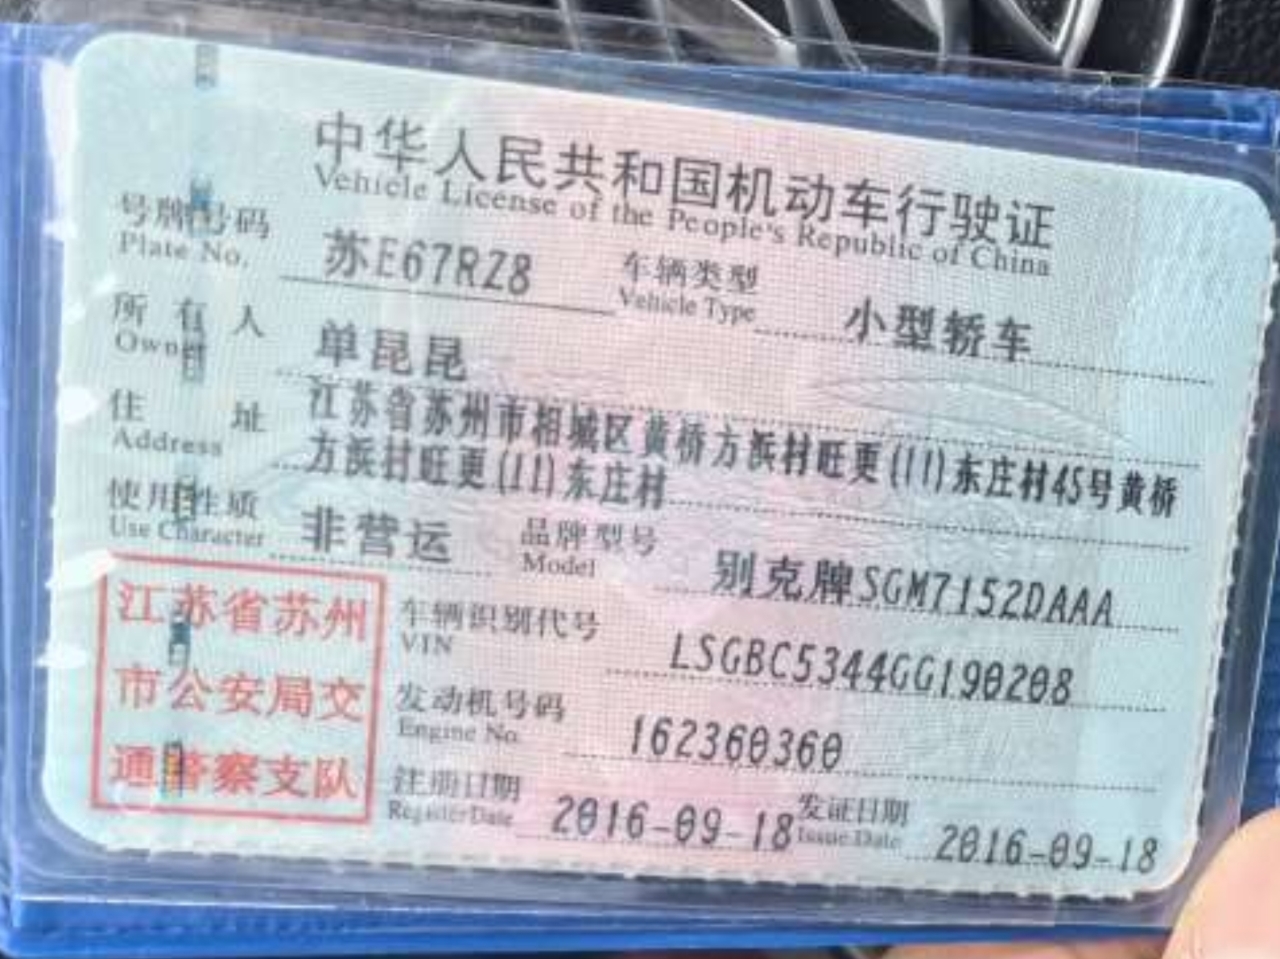 中华人民共和国机动车行驶证
Vehicle License of the People's Republic of China
号牌号码 苏E67RZ8 车辆类型 小型轿车
Plate No. Vehicle Type
所有人 单昆昆
Owner
住址 江苏省苏州市相城区黄桥方浜村旺更(11)东庄村45号黄桥
Address 方浜村旺更(11)东庄村
使用性质 非营运 品牌型号 别克牌SGM7152DAAA
Use Character Model
江苏省苏州
市公安局交
通警察支队
车辆识别代号 LSGBC5344GG190208
VIN
发动机号码 162360360
Engine No.
注册日期 2016-09-18 发证日期 2016-09-18
Register Date Issue Date